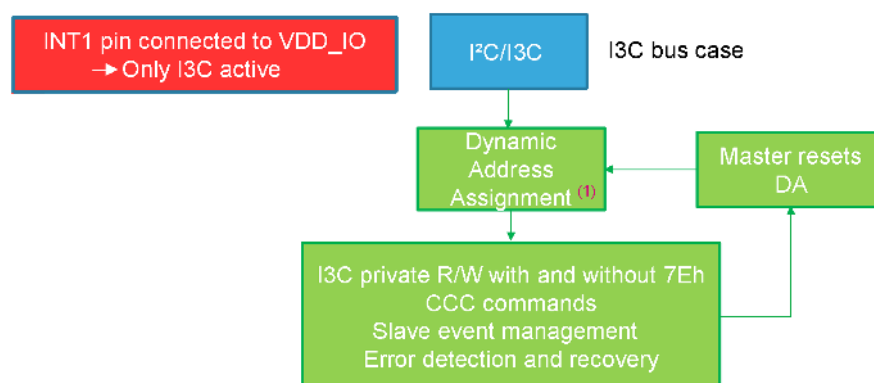 INT1 pin connected to VDD_IO
→ Only I3C active
I²C/I3C
I3C bus case
Dynamic
Address
Assignment (1)
Master resets
DA
I3C private R/W with and without 7Eh
CCC commands
Slave event management
Error detection and recovery